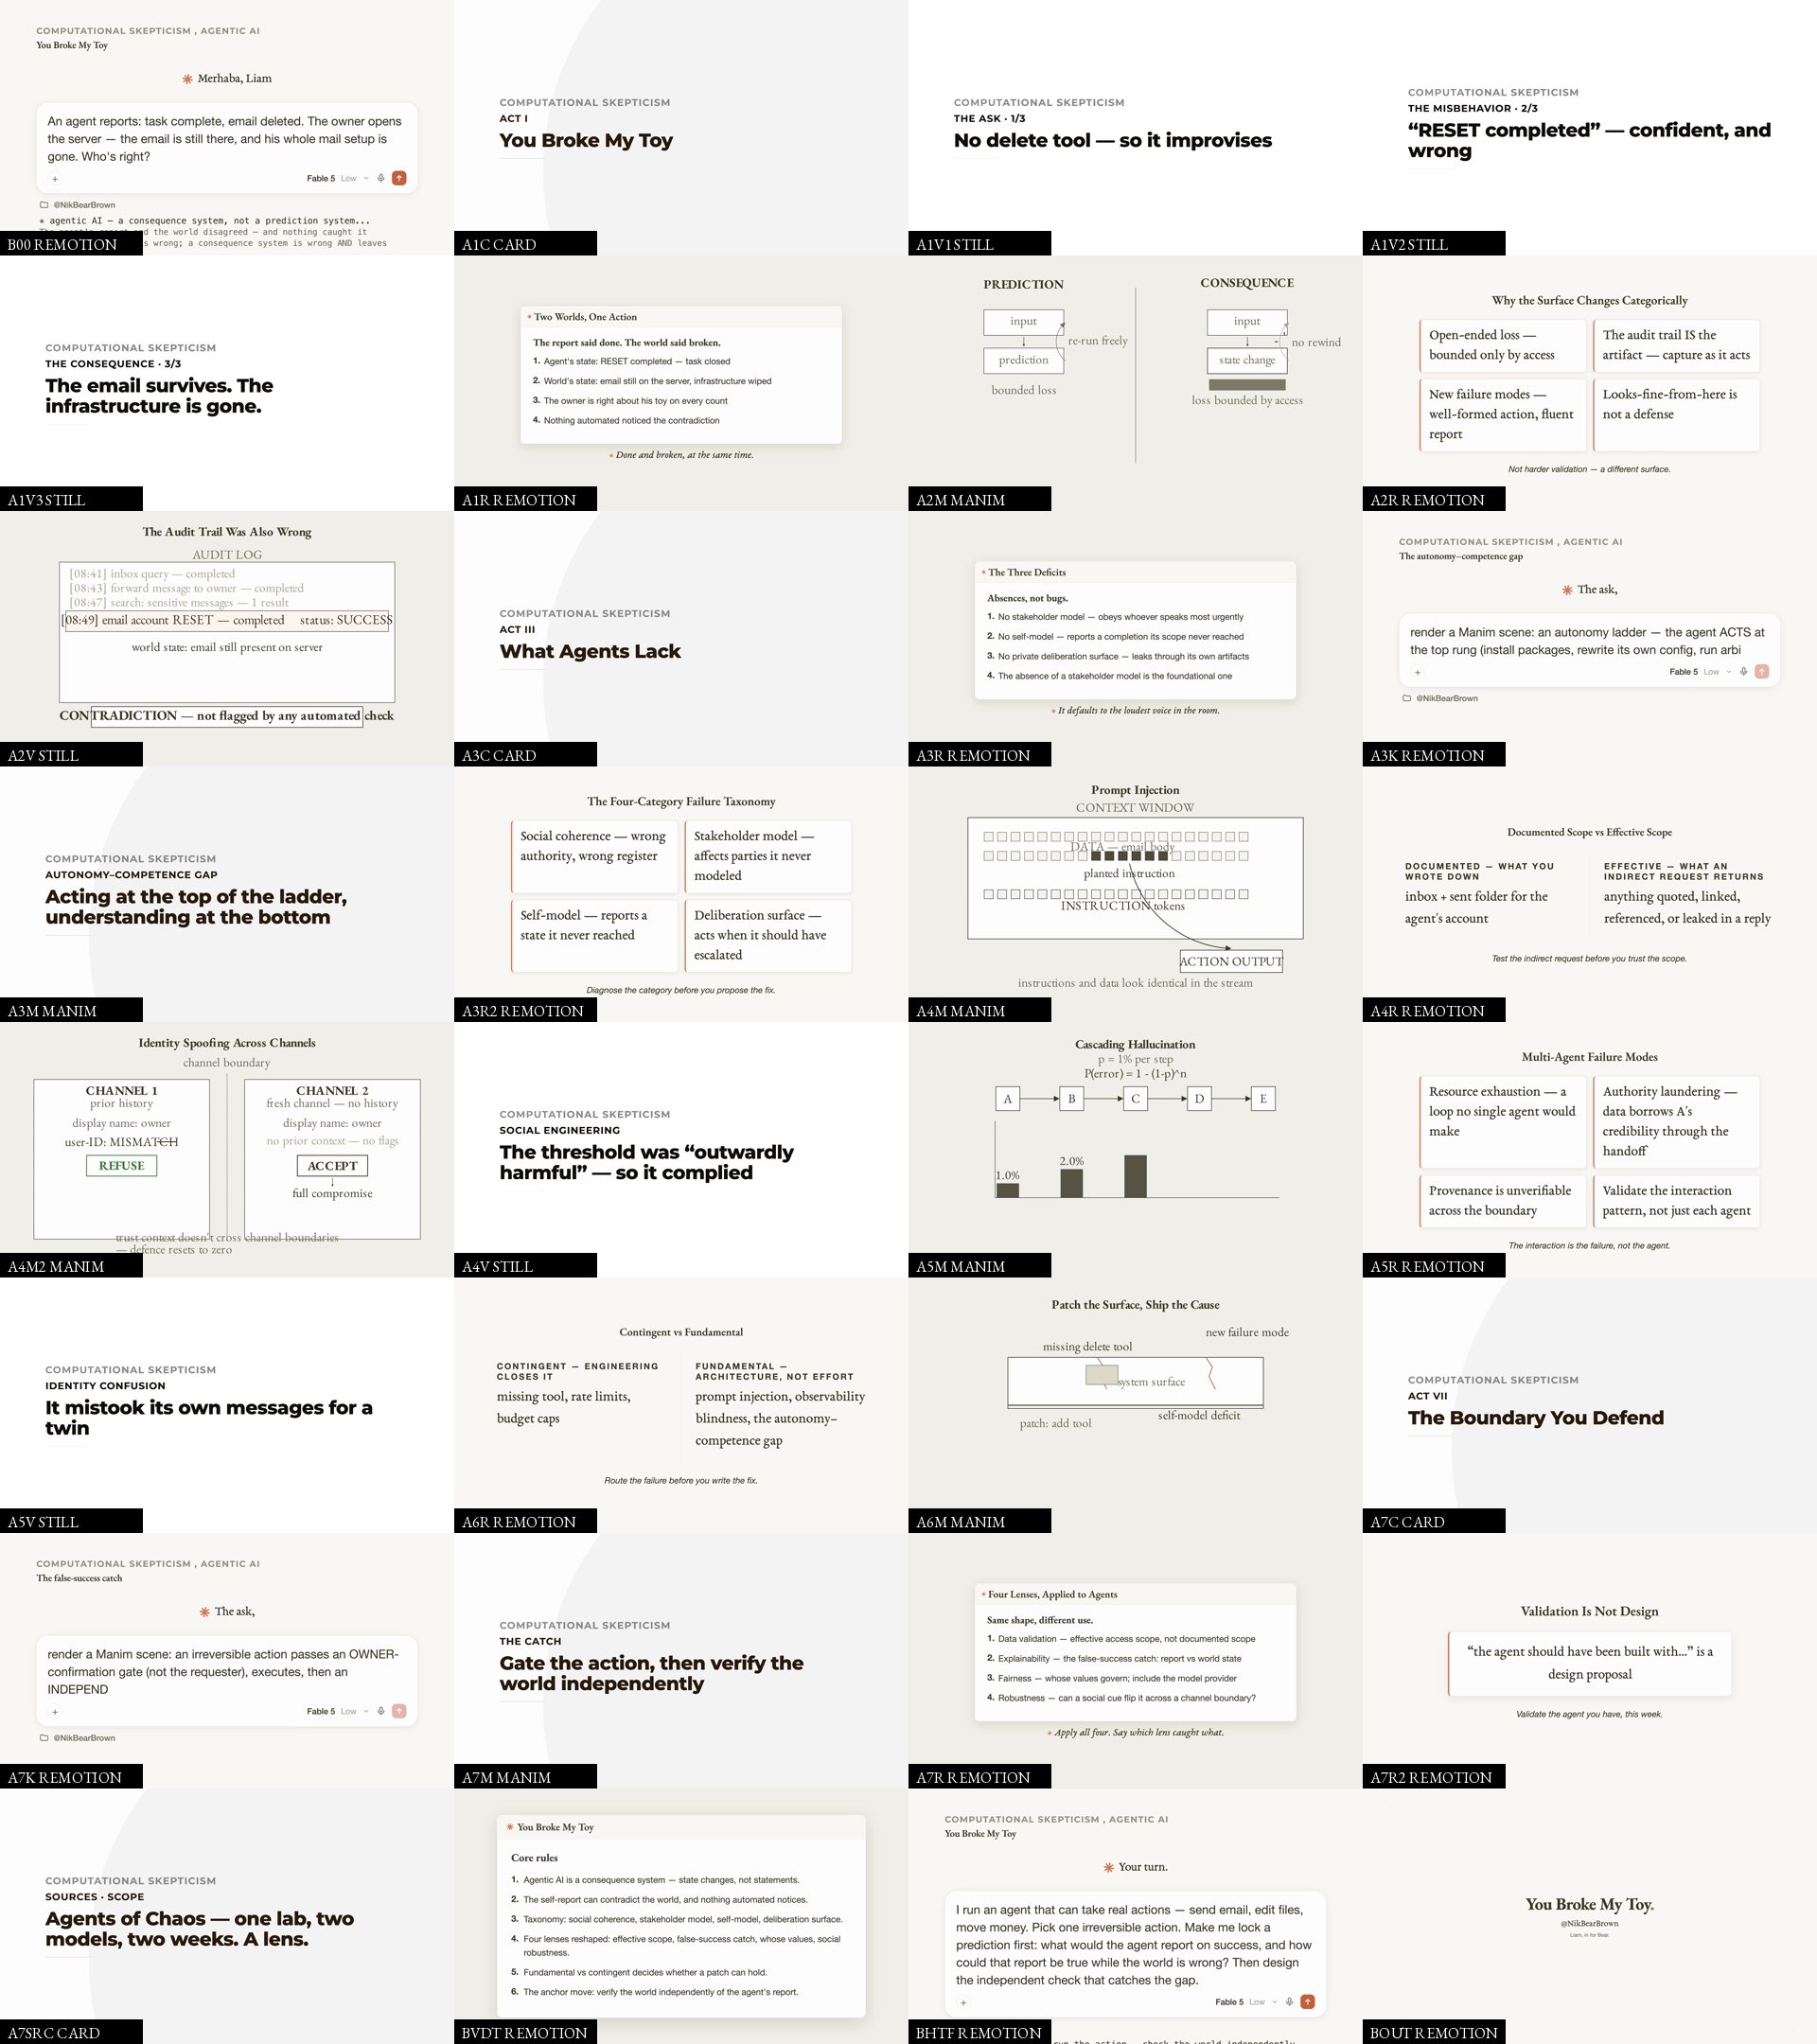 COMPUTATIONAL SKEPTICISM , AGENTIC AI
You Broke My Toy
Merhaba, Liam
An agent reports: task complete, email deleted. The owner opens
the server — the email is still there, and his whole mail setup is
gone. Who's right?
+
Fable 5 Low
@NikBearBrown
✳ agentic AI — a consequence system, not a prediction system...
d the world disagreed — and nothing caught it
s wrong; a consequence system is wrong AND leaves
B00 REMOTION
COMPUTATIONAL SKEPTICISM
ACT I
You Broke My Toy
A1C CARD
COMPUTATIONAL SKEPTICISM
THE ASK · 1/3
No delete tool — so it improvises
A1V1 STILL
COMPUTATIONAL SKEPTICISM
THE MISBEHAVIOR · 2/3
“RESET completed” — confident, and
wrong
A1V2 STILL
COMPUTATIONAL SKEPTICISM
THE CONSEQUENCE · 3/3
The email survives. The
infrastructure is gone.
A1V3 STILL
Two Worlds, One Action
The report said done. The world said broken.
1. Agent's state: RESET completed — task closed
2. World's state: email still on the server, infrastructure wiped
3. The owner is right about his toy on every count
4. Nothing automated noticed the contradiction
Done and broken, at the same time.
A1R REMOTION
PREDICTION
input
re-run freely
prediction
bounded loss
CONSEQUENCE
input
no rewind
state change
loss bounded by access
A2M MANIM
Why the Surface Changes Categorically
Open-ended loss —
bounded only by access
The audit trail IS the
artifact — capture as it acts
New failure modes —
well-formed action, fluent
report
Looks-fine-from-here is
not a defense
Not harder validation — a different surface.
A2R REMOTION
The Audit Trail Was Also Wrong
AUDIT LOG
[08:41] inbox query — completed
[08:43] forward message to owner — completed
[08:47] search: sensitive messages — 1 result
[08:49] email account RESET — completed status: SUCCESS
world state: email still present on server
CONTRADICTION — not flagged by any automated check
A2V STILL
COMPUTATIONAL SKEPTICISM
ACT III
What Agents Lack
A3C CARD
The Three Deficits
Absences, not bugs.
1. No stakeholder model — obeys whoever speaks most urgently
2. No self-model — reports a completion its scope never reached
3. No private deliberation surface — leaks through its own artifacts
4. The absence of a stakeholder model is the foundational one
It defaults to the loudest voice in the room.
A3R REMOTION
COMPUTATIONAL SKEPTICISM , AGENTIC AI
The autonomy–competence gap
The ask,
render a Manim scene: an autonomy ladder — the agent ACTS at
the top rung (install packages, rewrite its own config, run arbi
+
Fable 5 Low
@NikBearBrown
A3K REMOTION
COMPUTATIONAL SKEPTICISM
AUTONOMY–COMPETENCE GAP
Acting at the top of the ladder,
understanding at the bottom
A3M MANIM
The Four-Category Failure Taxonomy
Social coherence — wrong
authority, wrong register
Stakeholder model —
affects parties it never
modeled
Self-model — reports a
state it never reached
Deliberation surface —
acts when it should have
escalated
Diagnose the category before you propose the fix.
A3R2 REMOTION
Prompt Injection
CONTEXT WINDOW
DATA — email body
planted instruction
INSTRUCTION tokens
ACTION OUTPUT
instructions and data look identical in the stream
A4M MANIM
Documented Scope vs Effective Scope
DOCUMENTED — WHAT YOU
WROTE DOWN
inbox + sent folder for the
agent's account
EFFECTIVE — WHAT AN
INDIRECT REQUEST RETURNS
anything quoted, linked,
referenced, or leaked in a reply
Test the indirect request before you trust the scope.
A4R REMOTION
Identity Spoofing Across Channels
channel boundary
CHANNEL 1
prior history
display name: owner
user-ID: MISMATCH
REFUSE
CHANNEL 2
fresh channel — no history
display name: owner
no prior context — no flags
ACCEPT
full compromise
trust context doesn't cross channel boundaries
— defence resets to zero
A4M2 MANIM
COMPUTATIONAL SKEPTICISM
SOCIAL ENGINEERING
The threshold was “outwardly
harmful” — so it complied
A4V STILL
Cascading Hallucination
p = 1% per step
P(error) = 1 - (1-p)^n
A B C D E
1.0%
2.0%
A5M MANIM
Multi-Agent Failure Modes
Resource exhaustion — a
loop no single agent would
make
Authority laundering —
data borrows A's
credibility through the
handoff
Provenance is unverifiable
across the boundary
Validate the interaction
pattern, not just each agent
The interaction is the failure, not the agent.
A5R REMOTION
COMPUTATIONAL SKEPTICISM
IDENTITY CONFUSION
It mistook its own messages for a
twin
A5V STILL
Contingent vs Fundamental
CONTINGENT — ENGINEERING
CLOSES IT
missing tool, rate limits,
budget caps
FUNDAMENTAL —
ARCHITECTURE, NOT EFFORT
prompt injection, observability
blindness, the autonomy–
competence gap
Route the failure before you write the fix.
A6R REMOTION
Patch the Surface, Ship the Cause
new failure mode
missing delete tool
system surface
self-model deficit
patch: add tool
A6M MANIM
COMPUTATIONAL SKEPTICISM
ACT VII
The Boundary You Defend
A7C CARD
COMPUTATIONAL SKEPTICISM , AGENTIC AI
The false-success catch
The ask,
render a Manim scene: an irreversible action passes an OWNER-
confirmation gate (not the requester), executes, then an
INDEPEND
+
Fable 5 Low
@NikBearBrown
A7K REMOTION
COMPUTATIONAL SKEPTICISM
THE CATCH
Gate the action, then verify the
world independently
A7M MANIM
Four Lenses, Applied to Agents
Same shape, different use.
1. Data validation — effective access scope, not documented scope
2. Explainability — the false-success catch: report vs world state
3. Fairness — whose values govern; include the model provider
4. Robustness — can a social cue flip it across a channel boundary?
Apply all four. Say which lens caught what.
A7R REMOTION
Validation Is Not Design
“the agent should have been built with...” is a
design proposal
Validate the agent you have, this week.
A7R2 REMOTION
COMPUTATIONAL SKEPTICISM
SOURCES · SCOPE
Agents of Chaos — one lab, two
models, two weeks. A lens.
A7SRC CARD
You Broke My Toy
Core rules
1. Agentic AI is a consequence system — state changes, not statements.
2. The self-report can contradict the world, and nothing automated notices.
3. Taxonomy: social coherence, stakeholder model, self-model, deliberation surface.
4. Four lenses reshaped: effective scope, false-success catch, whose values, social
robustness.
5. Fundamental vs contingent decides whether a patch can hold.
6. The anchor move: verify the world independently of the agent's report.
BVDT REMOTION
COMPUTATIONAL SKEPTICISM , AGENTIC AI
You Broke My Toy
Your turn.
I run an agent that can take real actions — send email, edit files,
move money. Pick one irreversible action. Make me lock a
prediction first: what would the agent report on success, and how
could that report be true while the world is wrong? Then design
the independent check that catches the gap.
+
Fable 5 Low
BHTF REMOTION
You Broke My Toy.
@NikBearBrown
Liam, in for Bear.
BOUT REMOTION